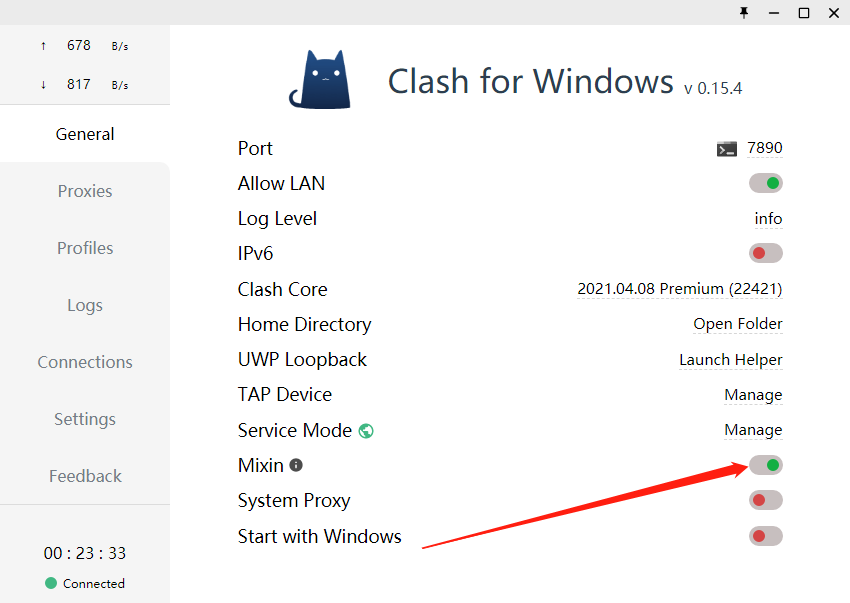 ↑ 678 B/s
↓ 817 B/s
General
Proxies
Profiles
Logs
Connections
Settings
Feedback
00 : 23 : 33
Connected
Clash for Windows v 0.15.4
Port 7890
Allow LAN
Log Level info
IPv6
Clash Core 2021.04.08 Premium (22421)
Home Directory Open Folder
UWP Loopback Launch Helper
TAP Device Manage
Service Mode Manage
Mixin
System Proxy
Start with Windows